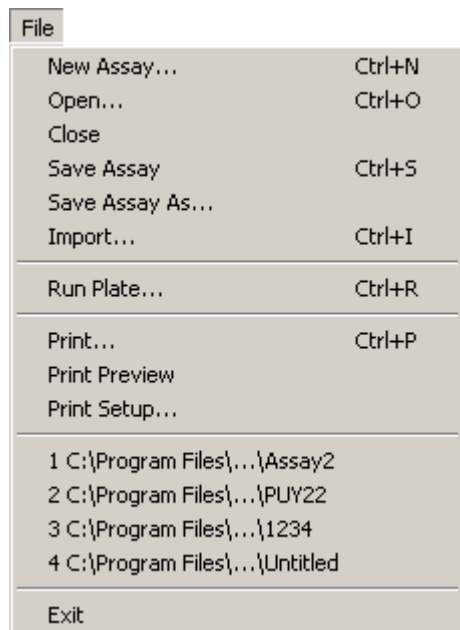 File
New Assay... Ctrl+N
Open... Ctrl+O
Close
Save Assay Ctrl+S
Save Assay As...
Import... Ctrl+I
Run Plate... Ctrl+R
Print... Ctrl+P
Print Preview
Print Setup...
1 C:\Program Files\...\Assay2
2 C:\Program Files\...\PUY22
3 C:\Program Files\...\1234
4 C:\Program Files\...\Untitled
Exit